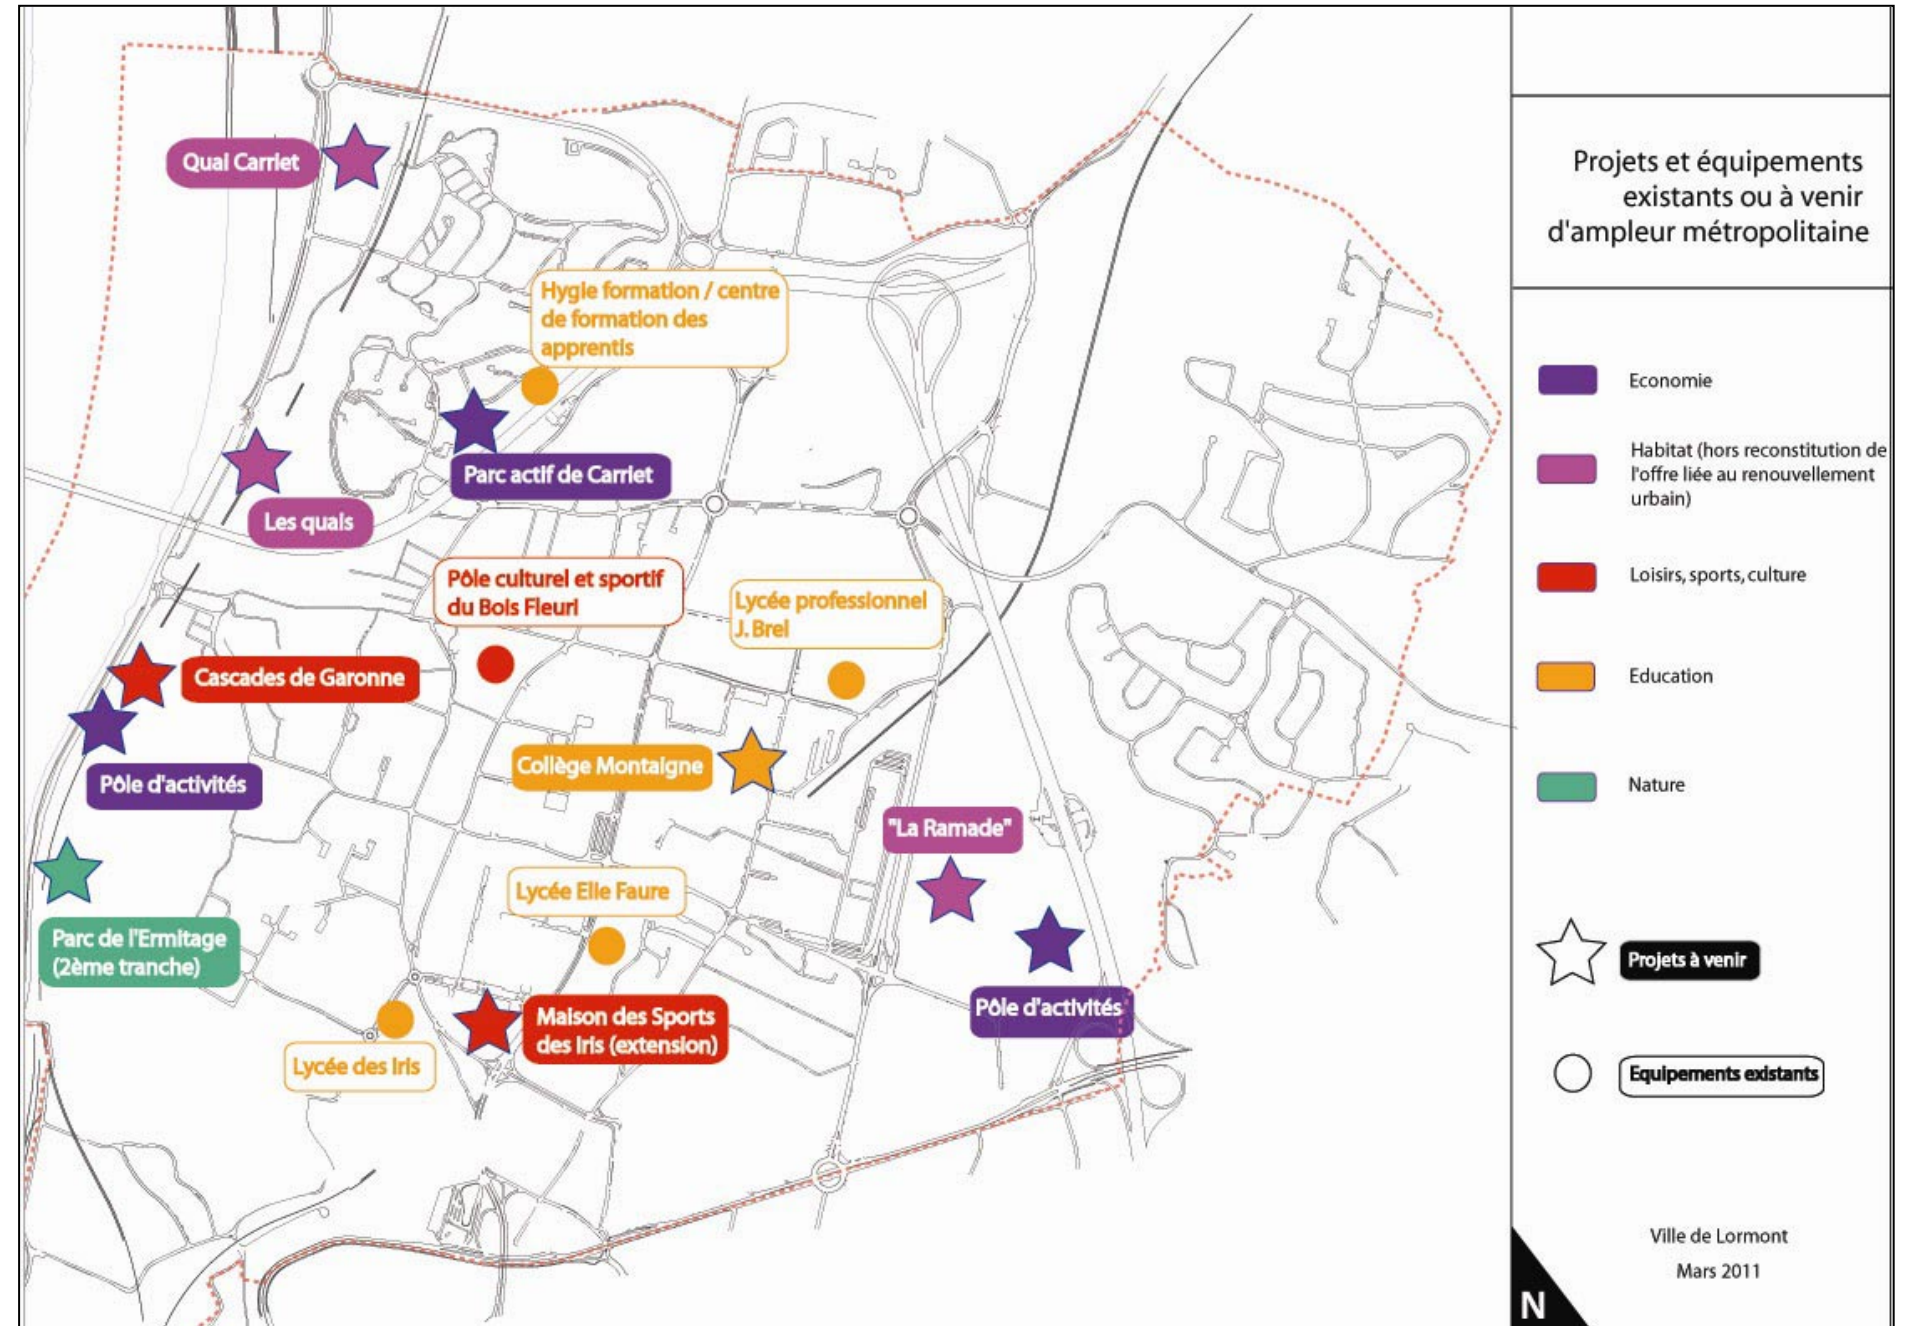 Projets et équipements
existants ou à venir
d'ampleur métropolitaine
Quai Carriet
Hygie formation / centre
de formation des
apprentis
Parc actif de Carriet
Les quais
Pôle culturel et sportif
du Bois Fleuri
Lycée professionnel
J. Brel
Cascades de Garonne
Pôle d'activités
Collège Montaigne
"La Ramade"
Lycée Elie Faure
Parc de l'Ermitage
(2ème tranche)
Pôle d'activités
Maison des Sports
des Iris (extension)
Lycée des Iris
Economie
Habitat (hors reconstitution de
l'offre liée au renouvellement
urbain)
Loisirs, sports, culture
Education
Nature
Projets à venir
Equipements existants
Ville de Lormont
Mars 2011
N